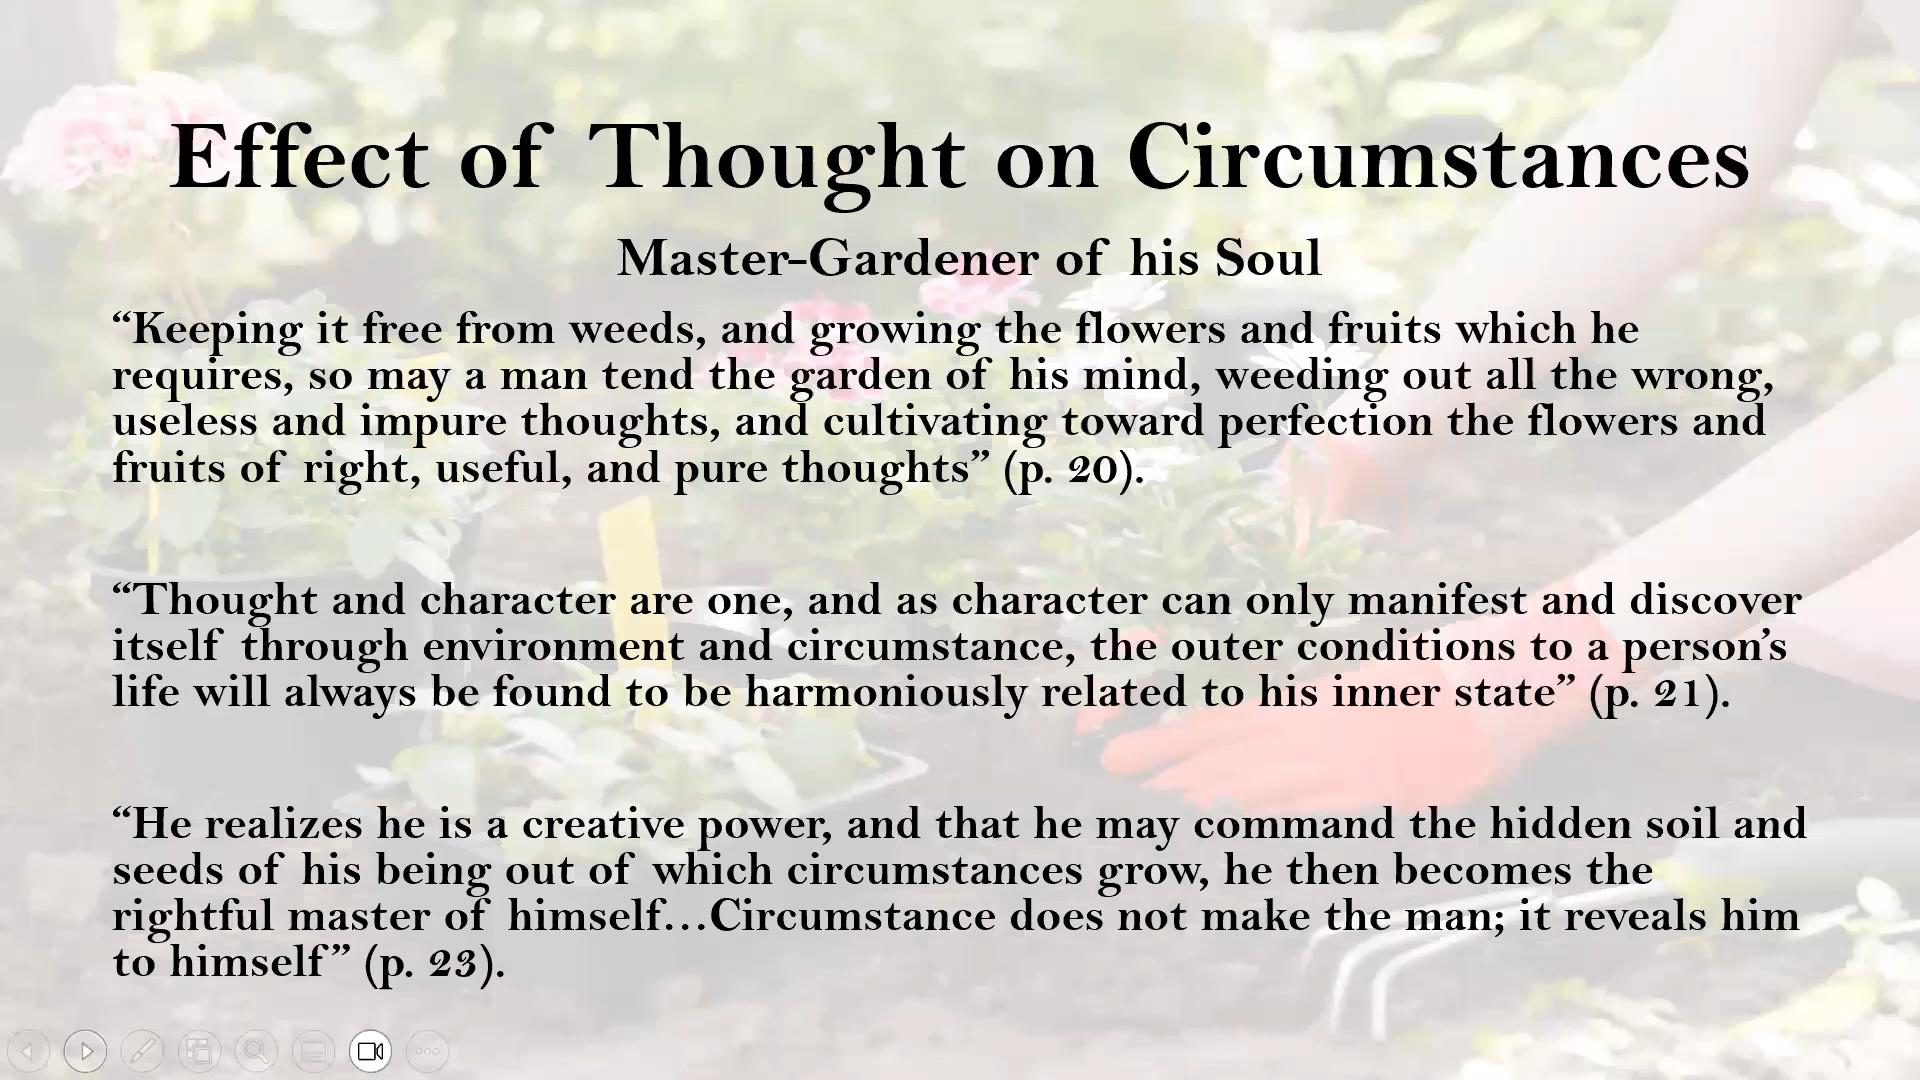 Effect of Thought on Circumstances
Master-Gardener of his Soul
“Keeping it free from weeds, and growing the flowers and fruits which he
requires, so may a man tend the garden of his mind, weeding out all the wrong,
useless and impure thoughts, and cultivating toward perfection the flowers and
fruits of right, useful, and pure thoughts” (p. 20).
“Thought and character are one, and as character can only manifest and discover
itself through environment and circumstance, the outer conditions to a person’s
life will always be found to be harmoniously related to his inner state” (p. 21).
“He realizes he is a creative power, and that he may command the hidden soil and
seeds of his being out of which circumstances grow, he then becomes the
rightful master of himself…Circumstance does not make the man; it reveals him
to himself” (p. 23).